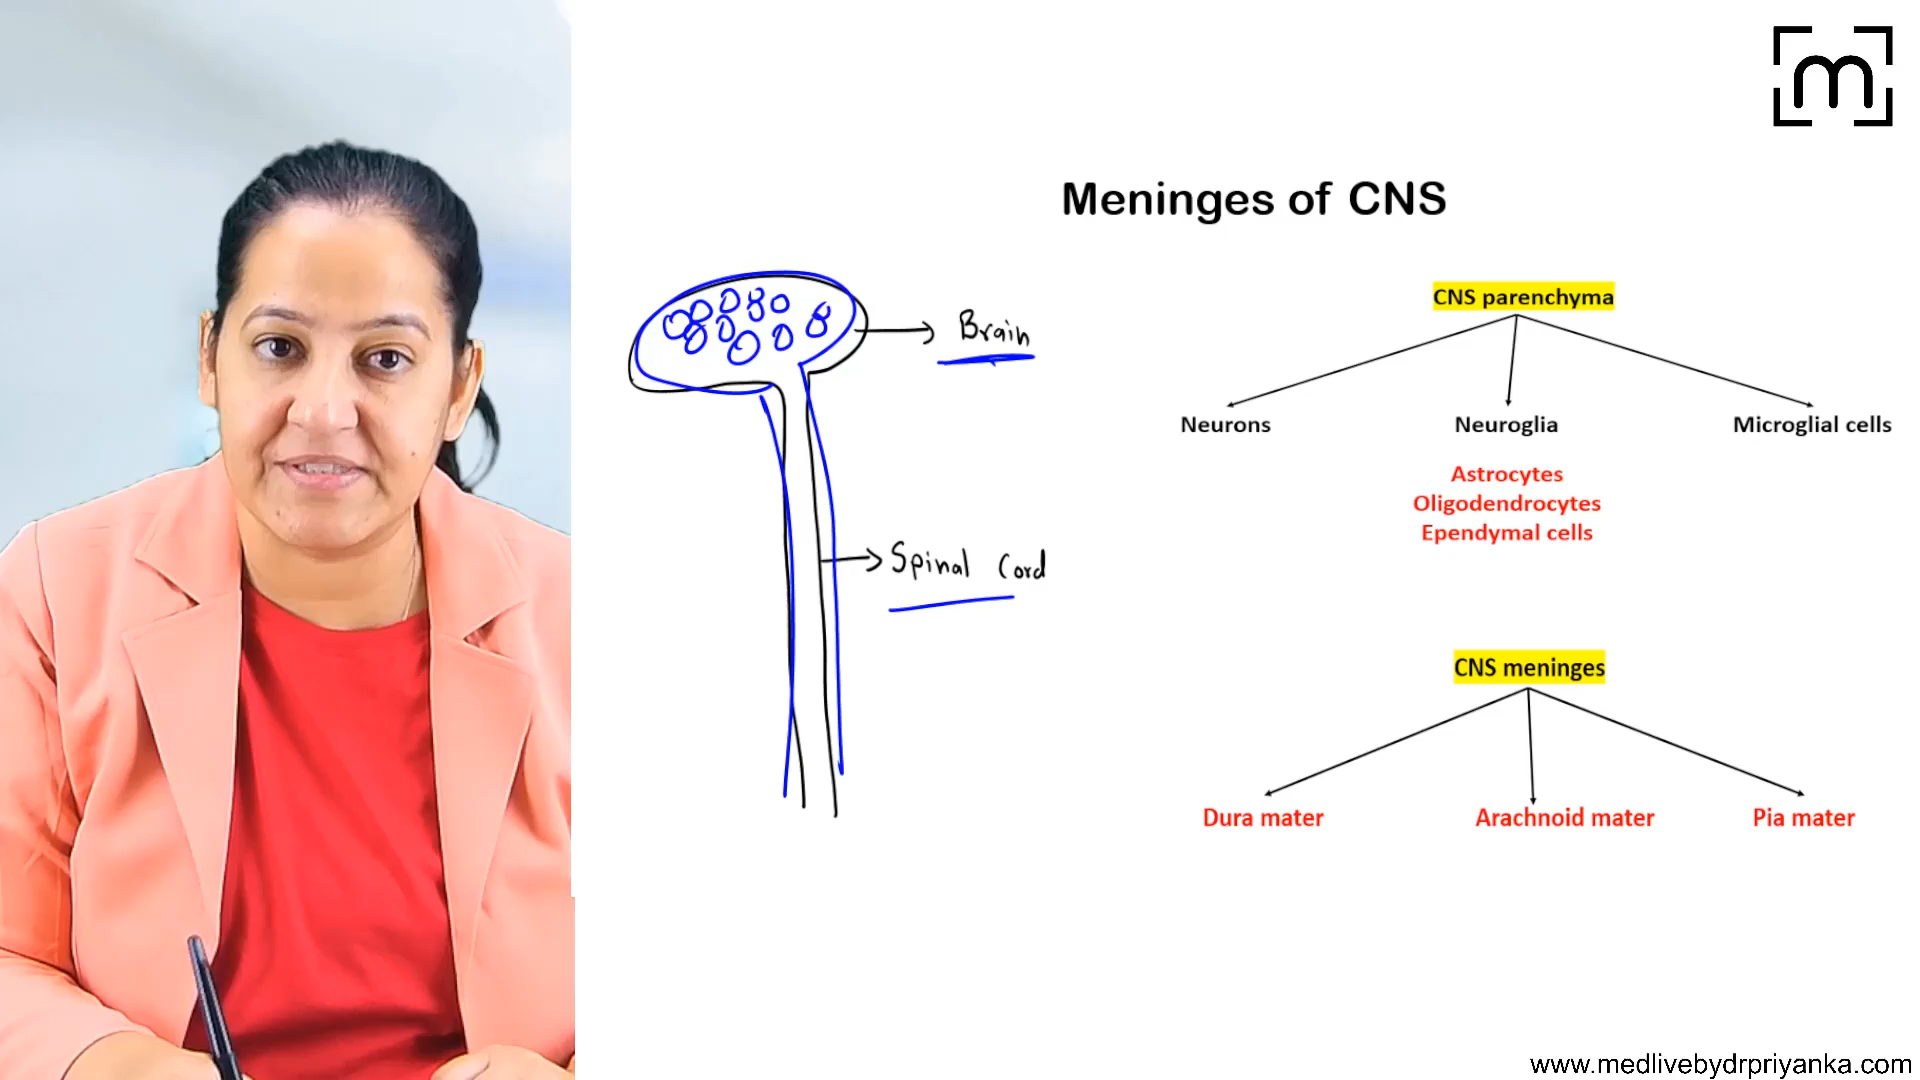 m
Meninges of CNS
Brain
Spinal Cord
CNS parenchyma
Neurons
Neuroglia
Microglial cells
Astrocytes
Oligodendrocytes
Ependymal cells
CNS meninges
Dura mater
Arachnoid mater
Pia mater
www.medlivebydrpriyanka.com